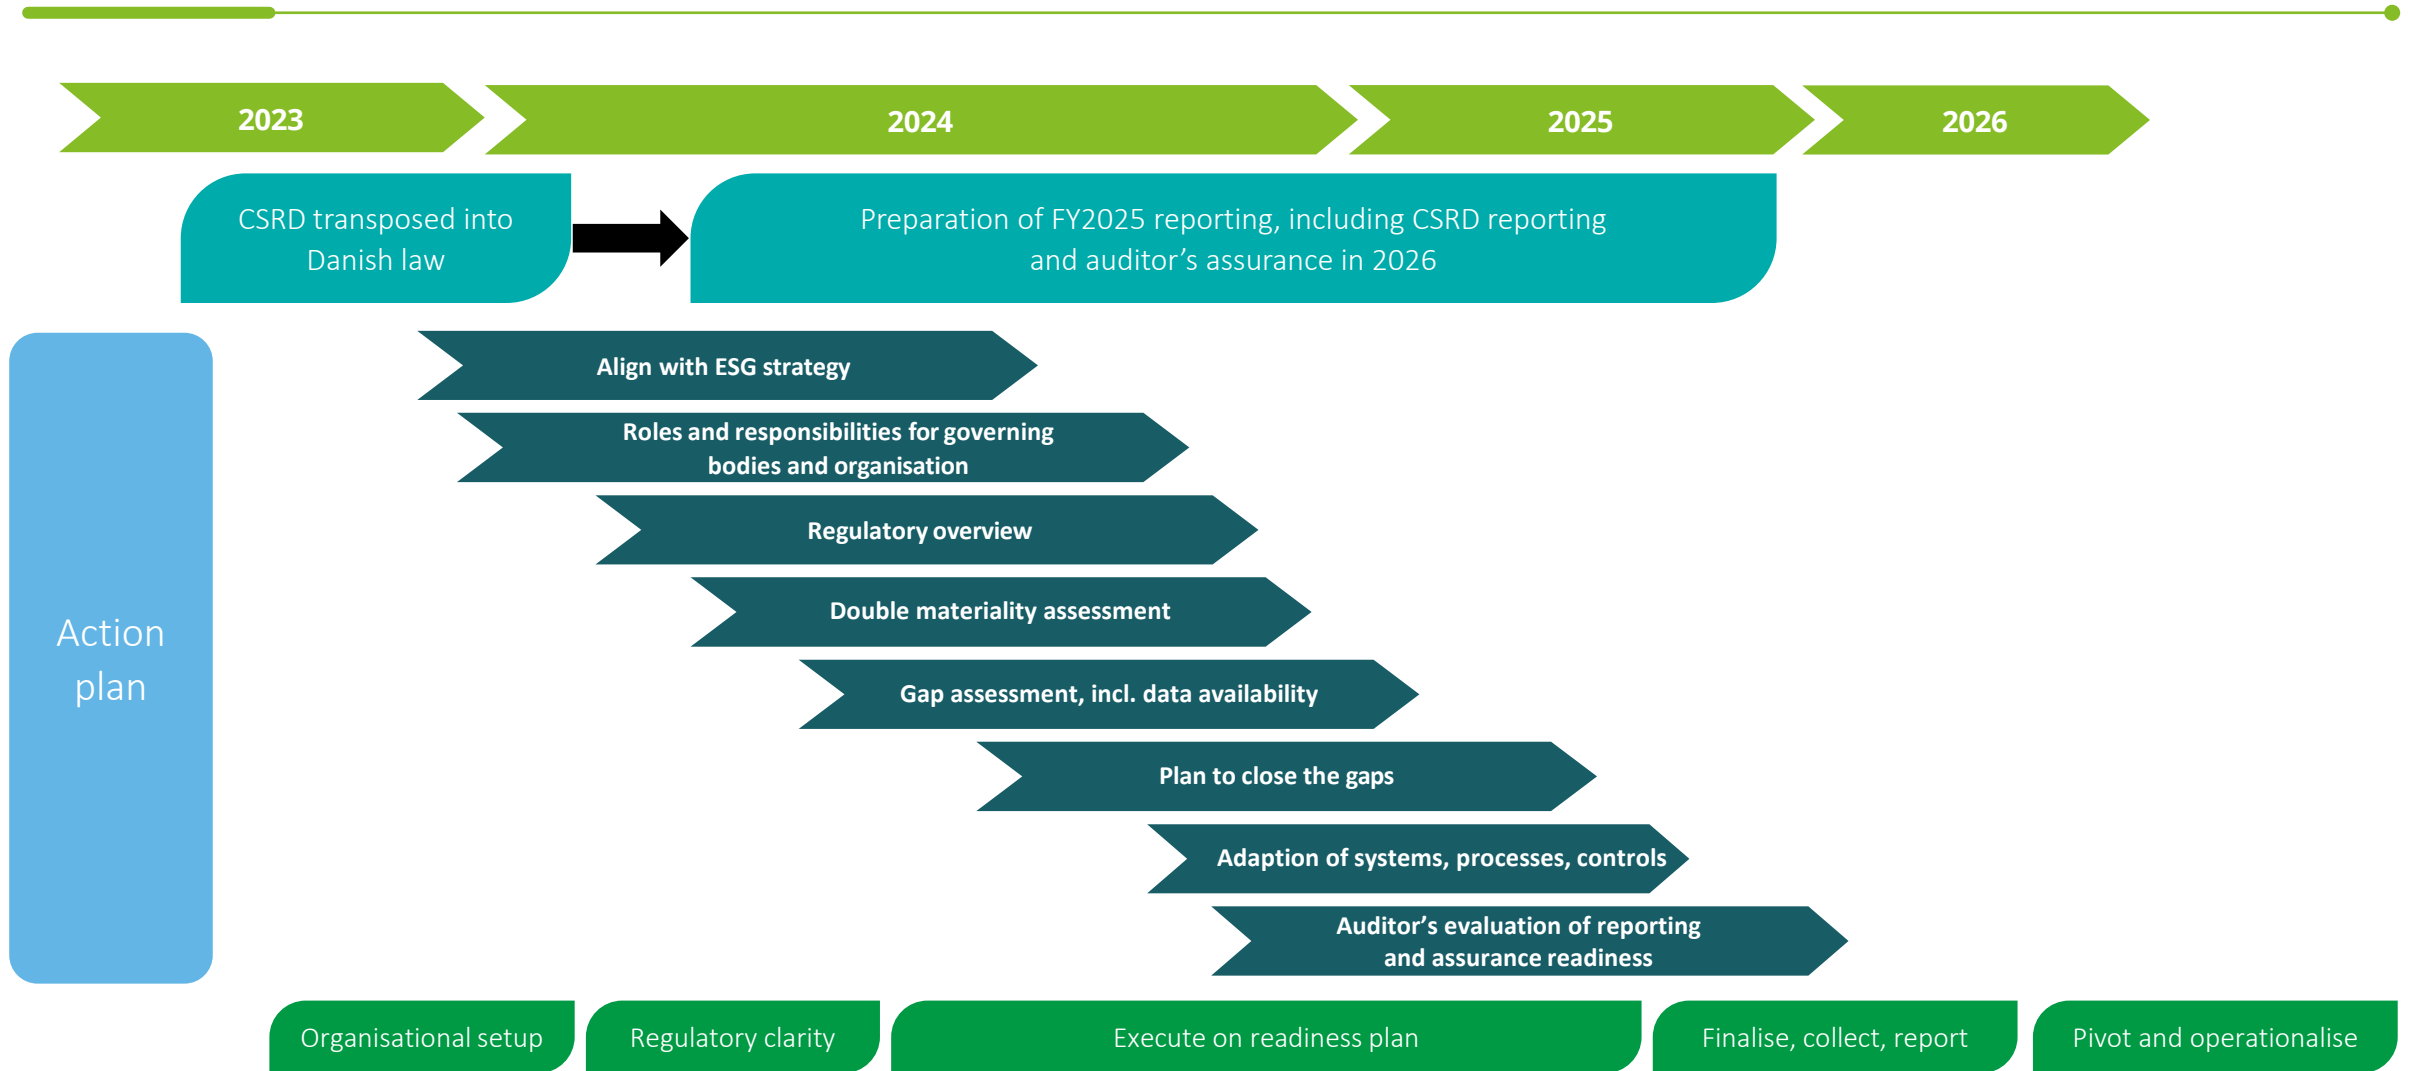 2023
2024
2025
2026
CSRD transposed into
Danish law
Preparation of FY2025 reporting, including CSRD reporting
and auditor’s assurance in 2026
Action
plan
Align with ESG strategy
Roles and responsibilities for governing
bodies and organisation
Regulatory overview
Double materiality assessment
Gap assessment, incl. data availability
Plan to close the gaps
Adaption of systems, processes, controls
Auditor’s evaluation of reporting
and assurance readiness
Organisational setup
Regulatory clarity
Execute on readiness plan
Finalise, collect, report
Pivot and operationalise